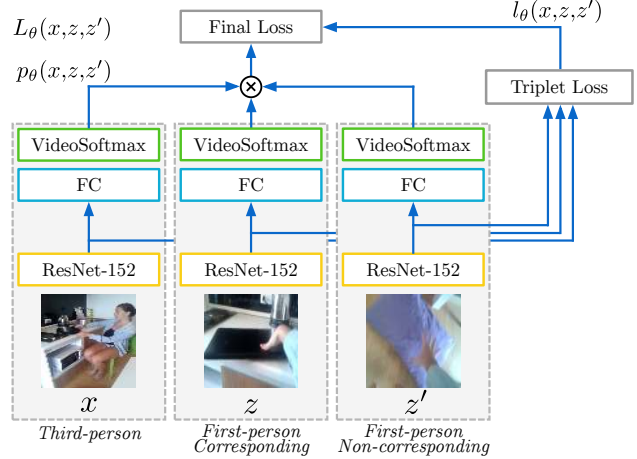 L_θ(x,z,z′)
Final Loss
l_θ(x,z,z′)
p_θ(x,z,z′)
Triplet Loss
VideoSoftmax
VideoSoftmax
VideoSoftmax
FC
FC
FC
ResNet-152
ResNet-152
ResNet-152
x
z
z′
Third-person
First-person
Corresponding
First-person
Non-corresponding